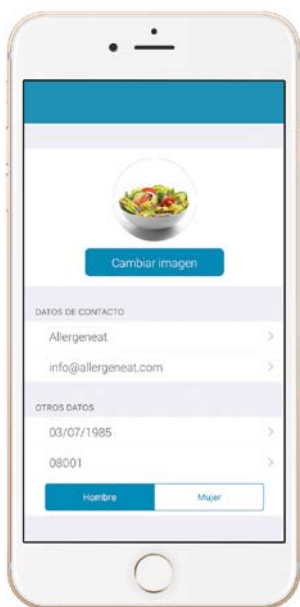 Cambiar imagen
DATOS DE CONTACTO
Allergeneat
info@allergeneat.com
OTROS DATOS
03/07/1985
08001
Hombre Mujer